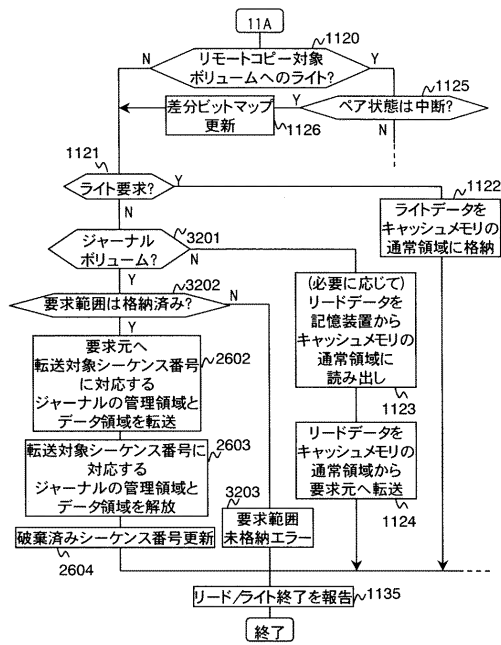 11A
1120
N
リモートコピー対象
ボリュームへのライト?
Y
1125
Y
ペア状態は中断?
N
差分ビットマップ
更新
1126
1121
ライト要求?
Y
N
1122
ライトデータを
キャッシュメモリの
通常領域に格納
3201
ジャーナル
ボリューム?
N
Y
3202
要求範囲は格納済み?
N
Y
(必要に応じて)
リードデータを
記憶装置から
キャッシュメモリの
通常領域に
読み出し
1123
2602
要求元へ
転送対象シーケンス番号
に対応する
ジャーナルの管理領域と
データ領域を転送
2603
転送対象シーケンス番号に
対応する
ジャーナルの管理領域と
データ領域を解放
リードデータを
キャッシュメモリの
通常領域から
要求元へ転送
1124
3203
要求範囲
未格納エラー
破棄済みシーケンス番号更新
2604
リード/ライト終了を報告
1135
終了